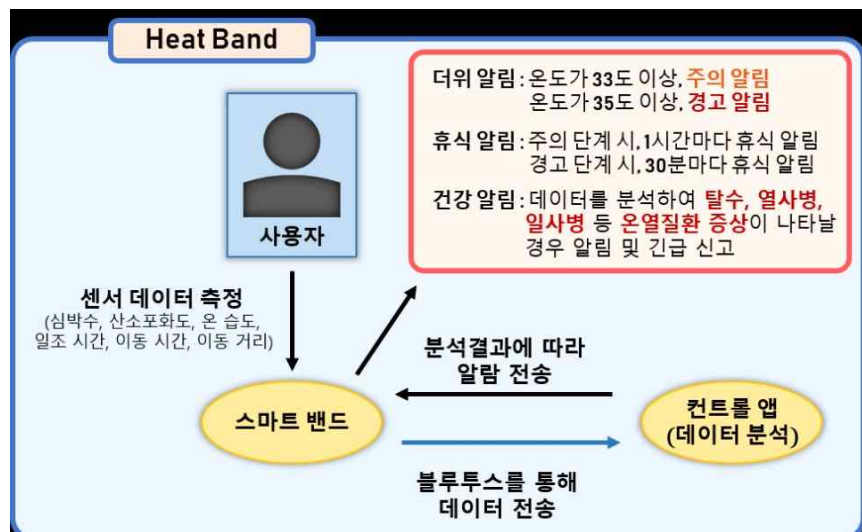 Heat Band
더위 알림 : 온도가 33도 이상, 주의 알림
온도가 35도 이상, 경고 알림
휴식 알림 : 주의 단계 시, 1시간마다 휴식 알림
경고 단계 시, 30분마다 휴식 알림
건강 알림 : 데이터를 분석하여 탈수, 열사병,
일사병 등 온열질환 증상이 나타날
경우 알림 및 긴급 신고
사용자
센서 데이터 측정
(심박수, 산소포화도, 온 습도,
일조 시간, 이동 시간, 이동 거리)
분석결과에 따라
알람 전송
스마트 밴드
컨트롤 앱
(데이터 분석)
블루투스를 통해
데이터 전송